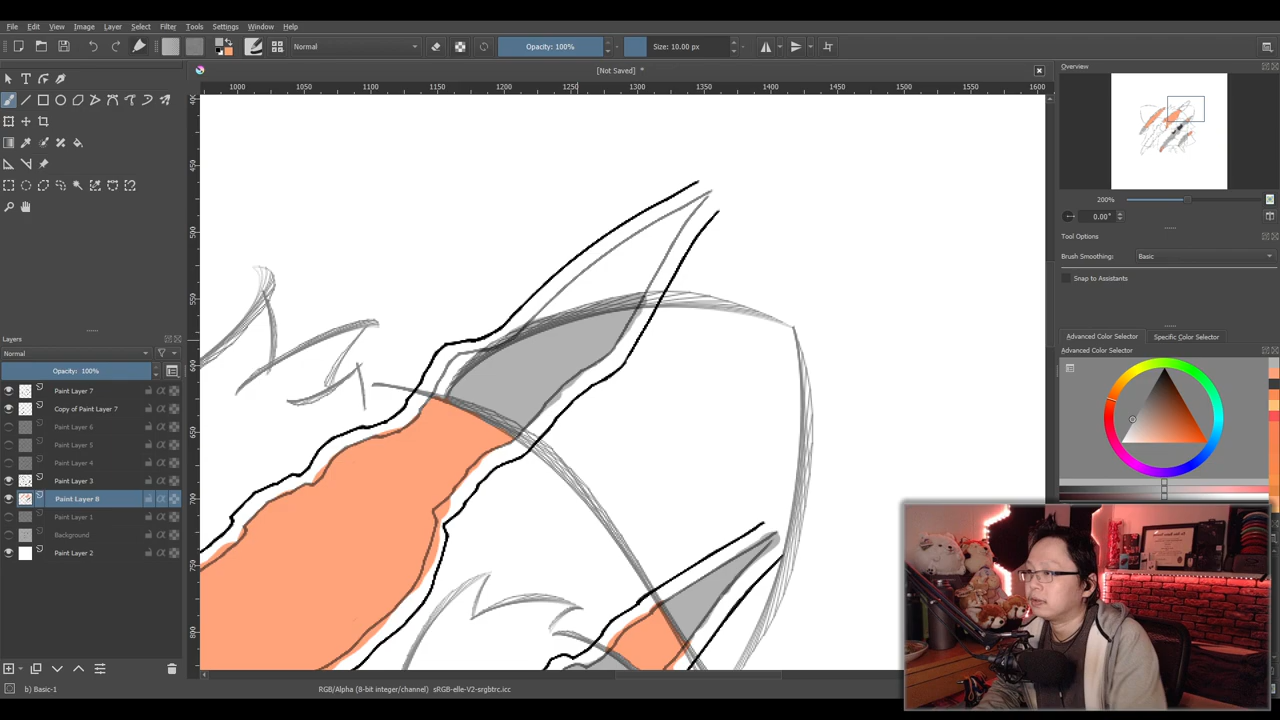 File Edit View Image Layer Select Filter Tools Settings Window Help
Normal Opacity: 100% Size: 10.00 px
[Not Saved] *
Overview
1000 1050 1100 1150 1200 1250 1300 1350 1400 1450 1500 1550 1600
200%
0.00°
Tool Options
Brush Smoothing: Basic
Snap to Assistants
Advanced Color Selector Specific Color Selector
Advanced Color Selector
Layers
Normal
Opacity: 100%
Paint Layer 7
Copy of Paint Layer 7
Paint Layer 6
Paint Layer 5
Paint Layer 4
Paint Layer 3
Paint Layer 8
Paint Layer 1
Background
Paint Layer 2
b) Basic-1
RGB/Alpha (8-bit integer/channel) sRGB-elle-V2-srgbtrc.icc